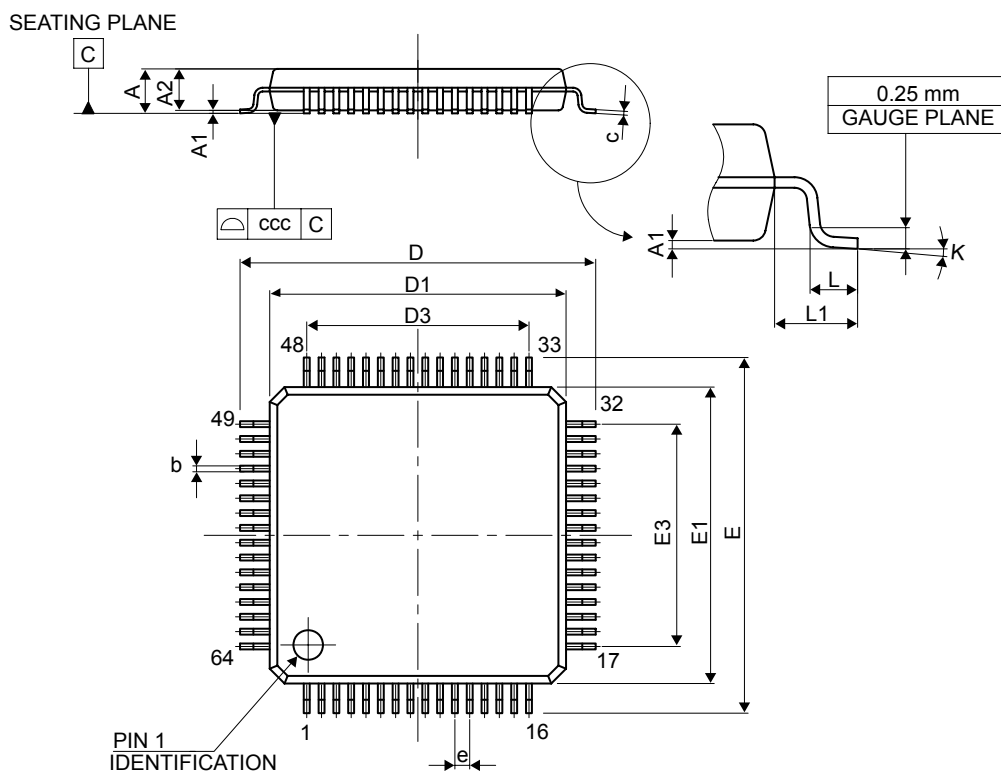 SEATING PLANE
C
A
A2
A1
c
ccc C
0.25 mm
GAUGE PLANE
A1
K
L
L1
D
D1
D3
48
33
49
32
b
E3
E1
E
64
17
1
16
PIN 1
IDENTIFICATION
e